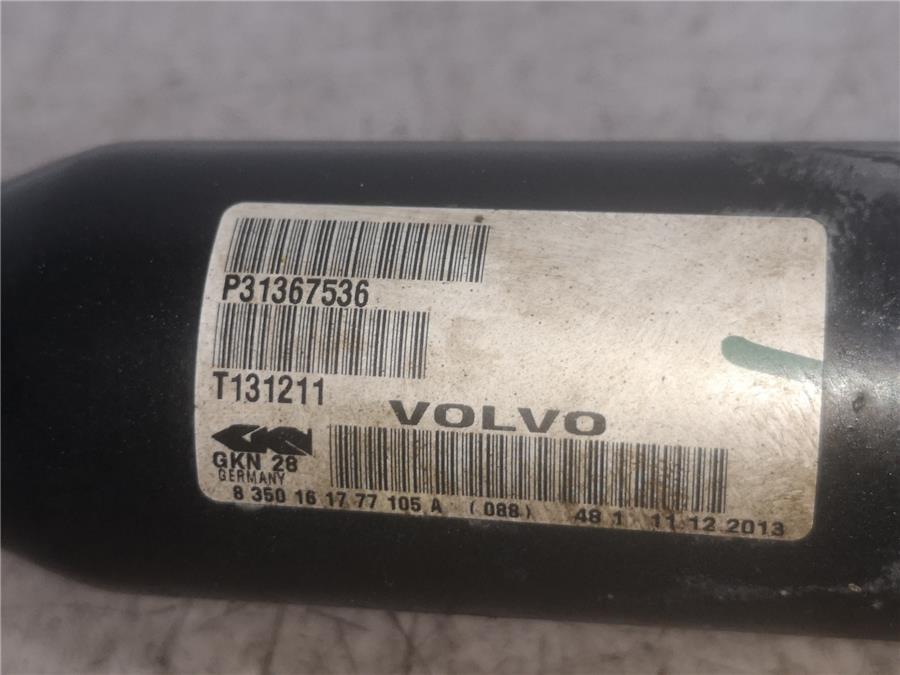 P31367536
T131211
VOLVO
GKN 28
GERMANY
8 350 16 17 77 105 A (088) 48 1 11.12.2013